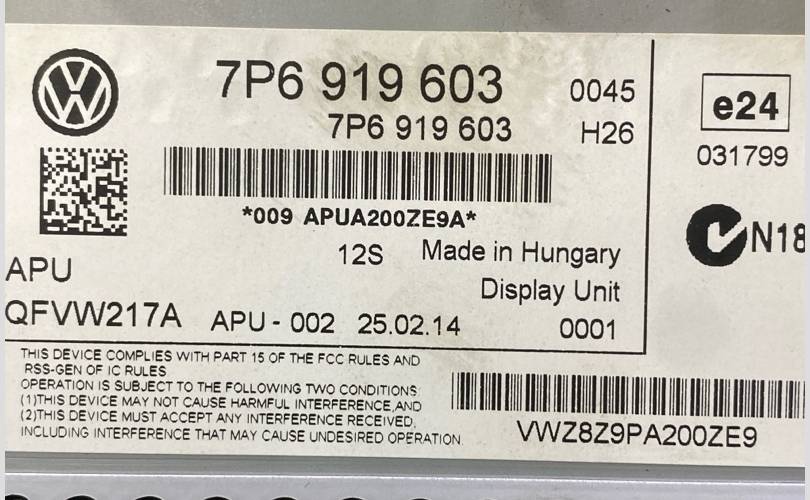 7P6 919 603
0045
7P6 919 603
H26
e24
031799
*009 APUA200ZE9A*
N18
12S Made in Hungary
APU
Display Unit
QFVW217A APU - 002 25.02.14 0001
THIS DEVICE COMPLIES WITH PART 15 OF THE FCC RULES AND
RSS-GEN OF IC RULES
OPERATION IS SUBJECT TO THE FOLLOWING TWO CONDITIONS
(1)THIS DEVICE MAY NOT CAUSE HARMFUL INTERFERENCE,AND
(2)THIS DEVICE MUST ACCEPT ANY INTERFERENCE RECEIVED,
INCLUDING INTERFERENCE THAT MAY CAUSE UNDESIRED OPERATION.
VWZ8Z9PA200ZE9